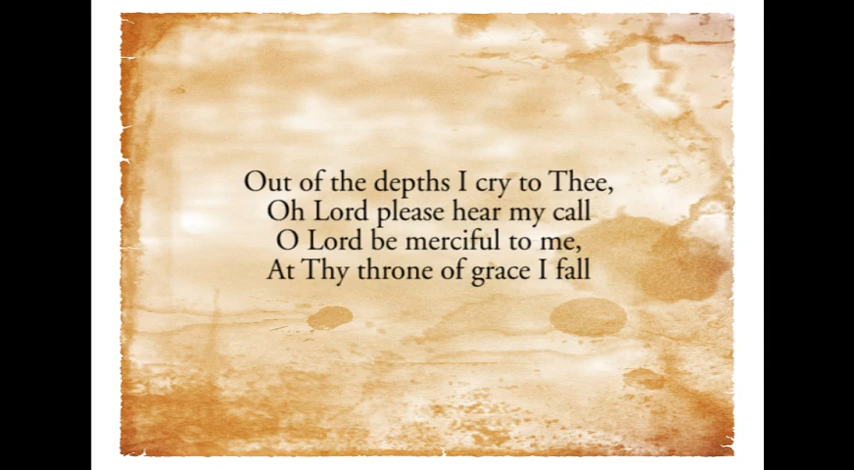 Out of the depths I cry to Thee,
Oh Lord please hear my call
O Lord be merciful to me,
At Thy throne of grace I fall